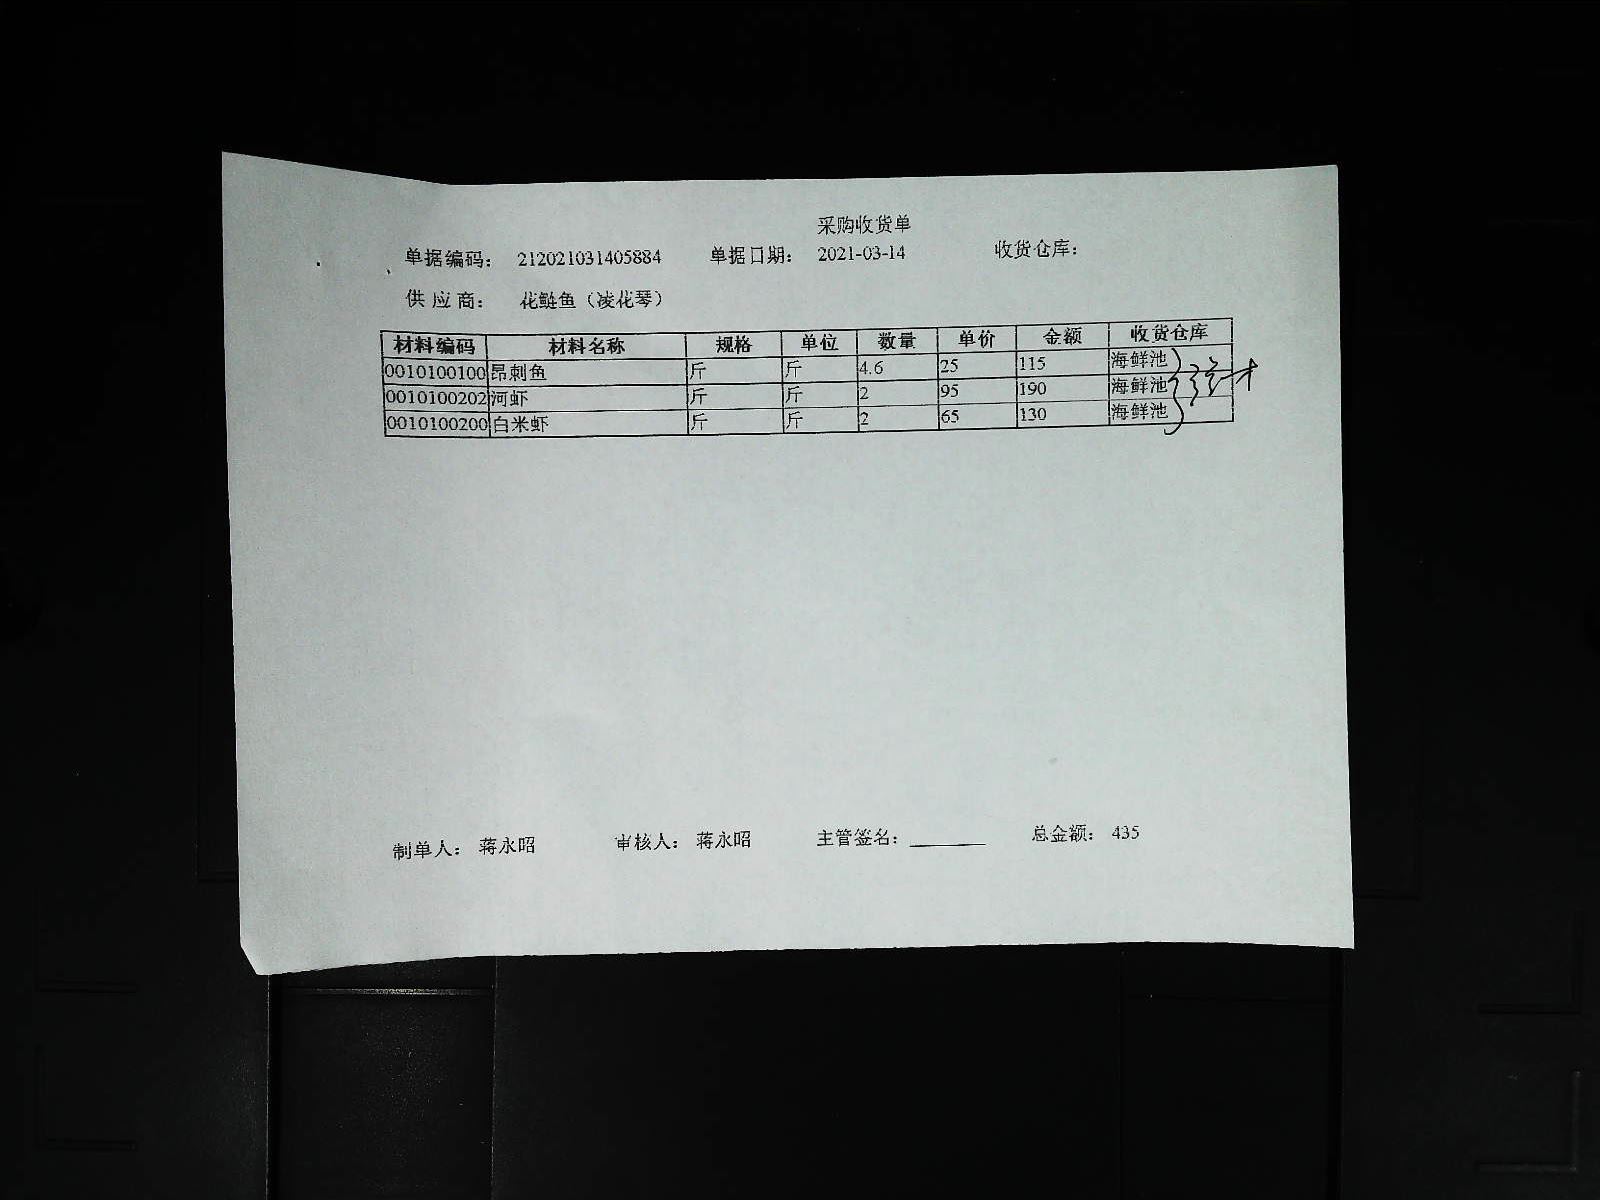 采购收货单
单据编码： 212021031405884 单据日期： 2021-03-14 收货仓库：
供 应 商： 花鲢鱼（凌花琴）
材料编码 材料名称 规格 单位 数量 单价 金额 收货仓库
0010100100 昂刺鱼 斤 斤 4.6 25 115 海鲜池
0010100202 河虾 斤 斤 2 95 190 海鲜池
0010100200 白米虾 斤 斤 2 65 130 海鲜池
制单人： 蒋永昭 审核人： 蒋永昭 主管签名： 总金额： 435